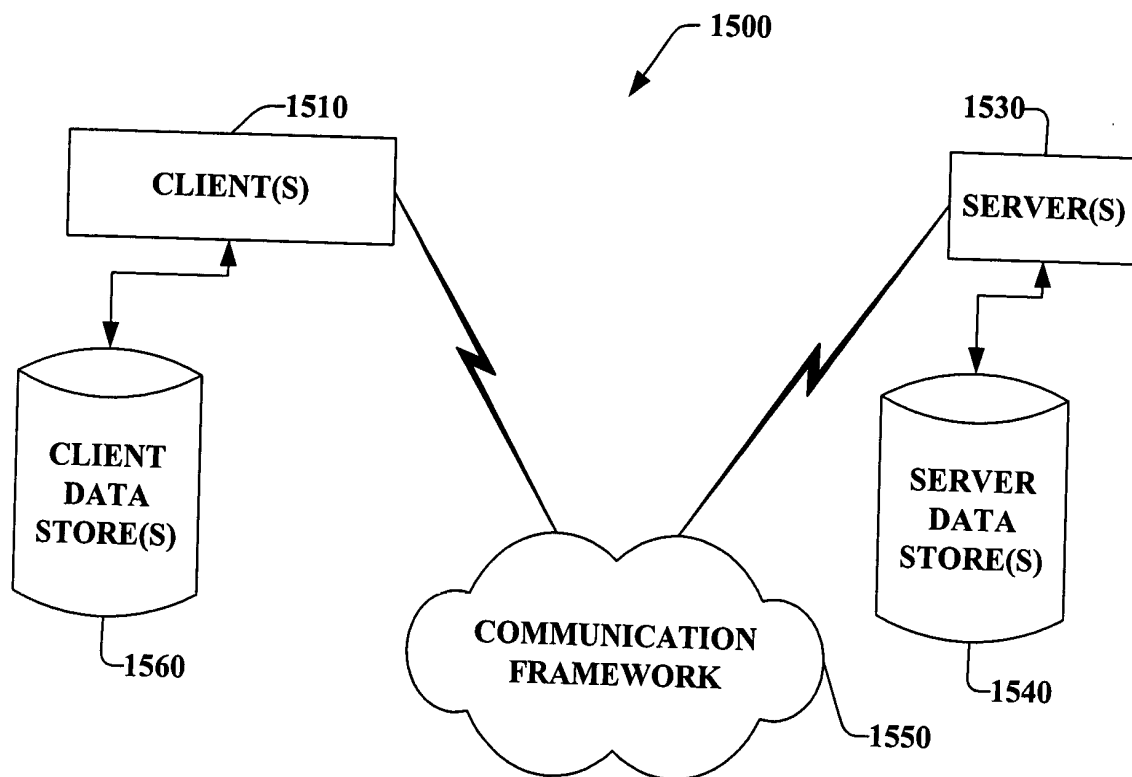 1500
1510
CLIENT(S)
1530
SERVER(S)
CLIENT
DATA
STORE(S)
1560
SERVER
DATA
STORE(S)
1540
COMMUNICATION
FRAMEWORK
1550